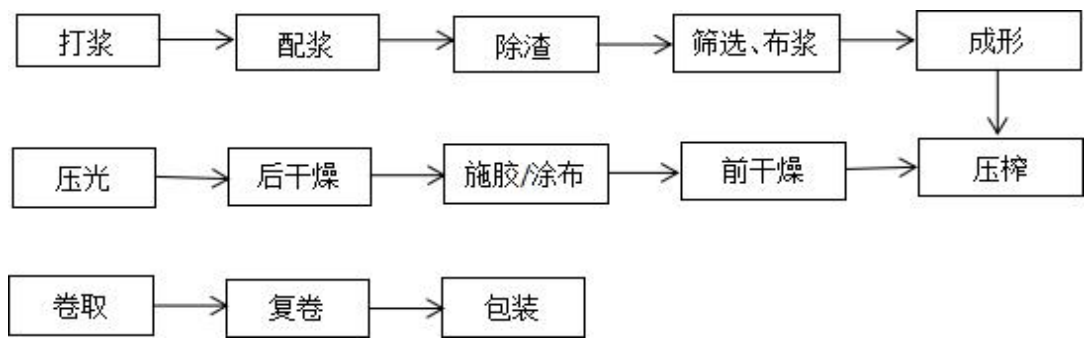 打浆 配浆 除渣 筛选、布浆 成形
压光 后干燥 施胶/涂布 前干燥 压榨
卷取 复卷 包装